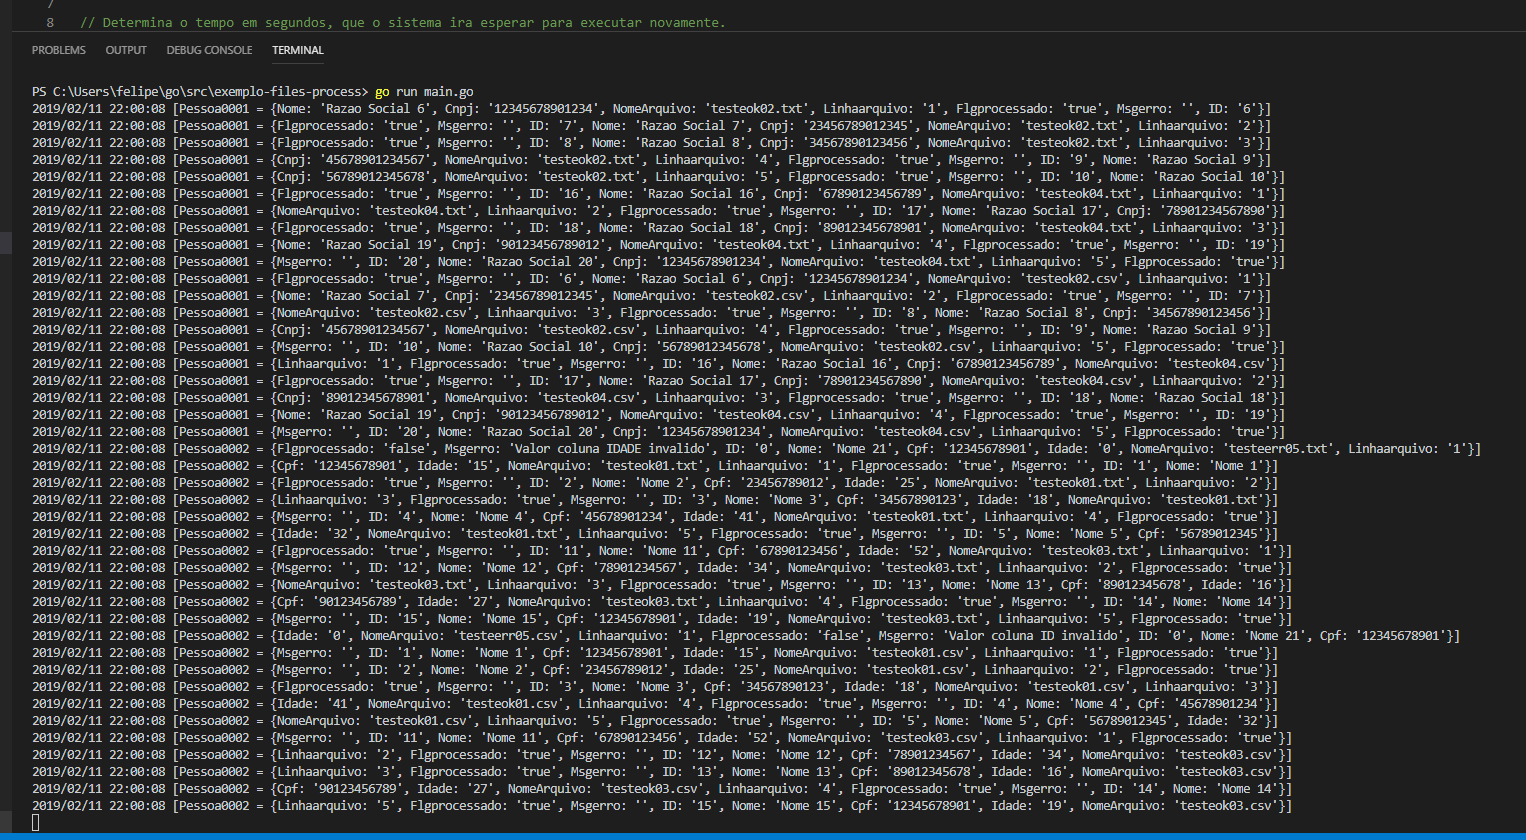 7
8 // Determina o tempo em segundos, que o sistema ira esperar para executar novamente.
PROBLEMS OUTPUT DEBUG CONSOLE TERMINAL
PS C:\Users\felipe\go\src\exemplo-files-process> go run main.go
2019/02/11 22:00:08 [Pessoa0001 = {Nome: 'Razao Social 6', Cnpj: '12345678901234', NomeArquivo: 'testeok02.txt', Linhaarquivo: '1', Flgprocessado: 'true', Msgerro: '', ID: '6'}]
2019/02/11 22:00:08 [Pessoa0001 = {Flgprocessado: 'true', Msgerro: '', ID: '7', Nome: 'Razao Social 7', Cnpj: '23456789012345', NomeArquivo: 'testeok02.txt', Linhaarquivo: '2'}]
2019/02/11 22:00:08 [Pessoa0001 = {Flgprocessado: 'true', Msgerro: '', ID: '8', Nome: 'Razao Social 8', Cnpj: '34567890123456', NomeArquivo: 'testeok02.txt', Linhaarquivo: '3'}]
2019/02/11 22:00:08 [Pessoa0001 = {Cnpj: '45678901234567', NomeArquivo: 'testeok02.txt', Linhaarquivo: '4', Flgprocessado: 'true', Msgerro: '', ID: '9', Nome: 'Razao Social 9'}]
2019/02/11 22:00:08 [Pessoa0001 = {Cnpj: '56789012345678', NomeArquivo: 'testeok02.txt', Linhaarquivo: '5', Flgprocessado: 'true', Msgerro: '', ID: '10', Nome: 'Razao Social 10'}]
2019/02/11 22:00:08 [Pessoa0001 = {Flgprocessado: 'true', Msgerro: '', ID: '16', Nome: 'Razao Social 16', Cnpj: '67890123456789', NomeArquivo: 'testeok04.txt', Linhaarquivo: '1'}]
2019/02/11 22:00:08 [Pessoa0001 = {NomeArquivo: 'testeok04.txt', Linhaarquivo: '2', Flgprocessado: 'true', Msgerro: '', ID: '17', Nome: 'Razao Social 17', Cnpj: '78901234567890'}]
2019/02/11 22:00:08 [Pessoa0001 = {Flgprocessado: 'true', Msgerro: '', ID: '18', Nome: 'Razao Social 18', Cnpj: '89012345678901', NomeArquivo: 'testeok04.txt', Linhaarquivo: '3'}]
2019/02/11 22:00:08 [Pessoa0001 = {Nome: 'Razao Social 19', Cnpj: '90123456789012', NomeArquivo: 'testeok04.txt', Linhaarquivo: '4', Flgprocessado: 'true', Msgerro: '', ID: '19'}]
2019/02/11 22:00:08 [Pessoa0001 = {Msgerro: '', ID: '20', Nome: 'Razao Social 20', Cnpj: '12345678901234', NomeArquivo: 'testeok04.txt', Linhaarquivo: '5', Flgprocessado: 'true'}]
2019/02/11 22:00:08 [Pessoa0001 = {Flgprocessado: 'true', Msgerro: '', ID: '6', Nome: 'Razao Social 6', Cnpj: '12345678901234', NomeArquivo: 'testeok02.csv', Linhaarquivo: '1'}]
2019/02/11 22:00:08 [Pessoa0001 = {Nome: 'Razao Social 7', Cnpj: '23456789012345', NomeArquivo: 'testeok02.csv', Linhaarquivo: '2', Flgprocessado: 'true', Msgerro: '', ID: '7'}]
2019/02/11 22:00:08 [Pessoa0001 = {NomeArquivo: 'testeok02.csv', Linhaarquivo: '3', Flgprocessado: 'true', Msgerro: '', ID: '8', Nome: 'Razao Social 8', Cnpj: '34567890123456'}]
2019/02/11 22:00:08 [Pessoa0001 = {Cnpj: '45678901234567', NomeArquivo: 'testeok02.csv', Linhaarquivo: '4', Flgprocessado: 'true', Msgerro: '', ID: '9', Nome: 'Razao Social 9'}]
2019/02/11 22:00:08 [Pessoa0001 = {Msgerro: '', ID: '10', Nome: 'Razao Social 10', Cnpj: '56789012345678', NomeArquivo: 'testeok02.csv', Linhaarquivo: '5', Flgprocessado: 'true'}]
2019/02/11 22:00:08 [Pessoa0001 = {Linhaarquivo: '1', Flgprocessado: 'true', Msgerro: '', ID: '16', Nome: 'Razao Social 16', Cnpj: '67890123456789', NomeArquivo: 'testeok04.csv'}]
2019/02/11 22:00:08 [Pessoa0001 = {Flgprocessado: 'true', Msgerro: '', ID: '17', Nome: 'Razao Social 17', Cnpj: '78901234567890', NomeArquivo: 'testeok04.csv', Linhaarquivo: '2'}]
2019/02/11 22:00:08 [Pessoa0001 = {Cnpj: '89012345678901', NomeArquivo: 'testeok04.csv', Linhaarquivo: '3', Flgprocessado: 'true', Msgerro: '', ID: '18', Nome: 'Razao Social 18'}]
2019/02/11 22:00:08 [Pessoa0001 = {Nome: 'Razao Social 19', Cnpj: '90123456789012', NomeArquivo: 'testeok04.csv', Linhaarquivo: '4', Flgprocessado: 'true', Msgerro: '', ID: '19'}]
2019/02/11 22:00:08 [Pessoa0001 = {Msgerro: '', ID: '20', Nome: 'Razao Social 20', Cnpj: '12345678901234', NomeArquivo: 'testeok04.csv', Linhaarquivo: '5', Flgprocessado: 'true'}]
2019/02/11 22:00:08 [Pessoa0002 = {Flgprocessado: 'false', Msgerro: 'Valor coluna IDADE invalido', ID: '0', Nome: 'Nome 21', Cpf: '12345678901', Idade: '0', NomeArquivo: 'testeerr05.txt', Linhaarquivo: '1'}]
2019/02/11 22:00:08 [Pessoa0002 = {Cpf: '12345678901', Idade: '15', NomeArquivo: 'testeok01.txt', Linhaarquivo: '1', Flgprocessado: 'true', Msgerro: '', ID: '1', Nome: 'Nome 1'}]
2019/02/11 22:00:08 [Pessoa0002 = {Flgprocessado: 'true', Msgerro: '', ID: '2', Nome: 'Nome 2', Cpf: '23456789012', Idade: '25', NomeArquivo: 'testeok01.txt', Linhaarquivo: '2'}]
2019/02/11 22:00:08 [Pessoa0002 = {Linhaarquivo: '3', Flgprocessado: 'true', Msgerro: '', ID: '3', Nome: 'Nome 3', Cpf: '34567890123', Idade: '18', NomeArquivo: 'testeok01.txt'}]
2019/02/11 22:00:08 [Pessoa0002 = {Msgerro: '', ID: '4', Nome: 'Nome 4', Cpf: '45678901234', Idade: '41', NomeArquivo: 'testeok01.txt', Linhaarquivo: '4', Flgprocessado: 'true'}]
2019/02/11 22:00:08 [Pessoa0002 = {Idade: '32', NomeArquivo: 'testeok01.txt', Linhaarquivo: '5', Flgprocessado: 'true', Msgerro: '', ID: '5', Nome: 'Nome 5', Cpf: '56789012345'}]
2019/02/11 22:00:08 [Pessoa0002 = {Flgprocessado: 'true', Msgerro: '', ID: '11', Nome: 'Nome 11', Cpf: '67890123456', Idade: '52', NomeArquivo: 'testeok03.txt', Linhaarquivo: '1'}]
2019/02/11 22:00:08 [Pessoa0002 = {Msgerro: '', ID: '12', Nome: 'Nome 12', Cpf: '78901234567', Idade: '34', NomeArquivo: 'testeok03.txt', Linhaarquivo: '2', Flgprocessado: 'true'}]
2019/02/11 22:00:08 [Pessoa0002 = {NomeArquivo: 'testeok03.txt', Linhaarquivo: '3', Flgprocessado: 'true', Msgerro: '', ID: '13', Nome: 'Nome 13', Cpf: '89012345678', Idade: '16'}]
2019/02/11 22:00:08 [Pessoa0002 = {Cpf: '90123456789', Idade: '27', NomeArquivo: 'testeok03.txt', Linhaarquivo: '4', Flgprocessado: 'true', Msgerro: '', ID: '14', Nome: 'Nome 14'}]
2019/02/11 22:00:08 [Pessoa0002 = {Msgerro: '', ID: '15', Nome: 'Nome 15', Cpf: '12345678901', Idade: '19', NomeArquivo: 'testeok03.txt', Linhaarquivo: '5', Flgprocessado: 'true'}]
2019/02/11 22:00:08 [Pessoa0002 = {Idade: '0', NomeArquivo: 'testeerr05.csv', Linhaarquivo: '1', Flgprocessado: 'false', Msgerro: 'Valor coluna ID invalido', ID: '0', Nome: 'Nome 21', Cpf: '12345678901'}]
2019/02/11 22:00:08 [Pessoa0002 = {Msgerro: '', ID: '1', Nome: 'Nome 1', Cpf: '12345678901', Idade: '15', NomeArquivo: 'testeok01.csv', Linhaarquivo: '1', Flgprocessado: 'true'}]
2019/02/11 22:00:08 [Pessoa0002 = {Msgerro: '', ID: '2', Nome: 'Nome 2', Cpf: '23456789012', Idade: '25', NomeArquivo: 'testeok01.csv', Linhaarquivo: '2', Flgprocessado: 'true'}]
2019/02/11 22:00:08 [Pessoa0002 = {Flgprocessado: 'true', Msgerro: '', ID: '3', Nome: 'Nome 3', Cpf: '34567890123', Idade: '18', NomeArquivo: 'testeok01.csv', Linhaarquivo: '3'}]
2019/02/11 22:00:08 [Pessoa0002 = {Idade: '41', NomeArquivo: 'testeok01.csv', Linhaarquivo: '4', Flgprocessado: 'true', Msgerro: '', ID: '4', Nome: 'Nome 4', Cpf: '45678901234'}]
2019/02/11 22:00:08 [Pessoa0002 = {NomeArquivo: 'testeok01.csv', Linhaarquivo: '5', Flgprocessado: 'true', Msgerro: '', ID: '5', Nome: 'Nome 5', Cpf: '56789012345', Idade: '32'}]
2019/02/11 22:00:08 [Pessoa0002 = {Msgerro: '', ID: '11', Nome: 'Nome 11', Cpf: '67890123456', Idade: '52', NomeArquivo: 'testeok03.csv', Linhaarquivo: '1', Flgprocessado: 'true'}]
2019/02/11 22:00:08 [Pessoa0002 = {Linhaarquivo: '2', Flgprocessado: 'true', Msgerro: '', ID: '12', Nome: 'Nome 12', Cpf: '78901234567', Idade: '34', NomeArquivo: 'testeok03.csv'}]
2019/02/11 22:00:08 [Pessoa0002 = {Linhaarquivo: '3', Flgprocessado: 'true', Msgerro: '', ID: '13', Nome: 'Nome 13', Cpf: '89012345678', Idade: '16', NomeArquivo: 'testeok03.csv'}]
2019/02/11 22:00:08 [Pessoa0002 = {Cpf: '90123456789', Idade: '27', NomeArquivo: 'testeok03.csv', Linhaarquivo: '4', Flgprocessado: 'true', Msgerro: '', ID: '14', Nome: 'Nome 14'}]
2019/02/11 22:00:08 [Pessoa0002 = {Linhaarquivo: '5', Flgprocessado: 'true', Msgerro: '', ID: '15', Nome: 'Nome 15', Cpf: '12345678901', Idade: '19', NomeArquivo: 'testeok03.csv'}]